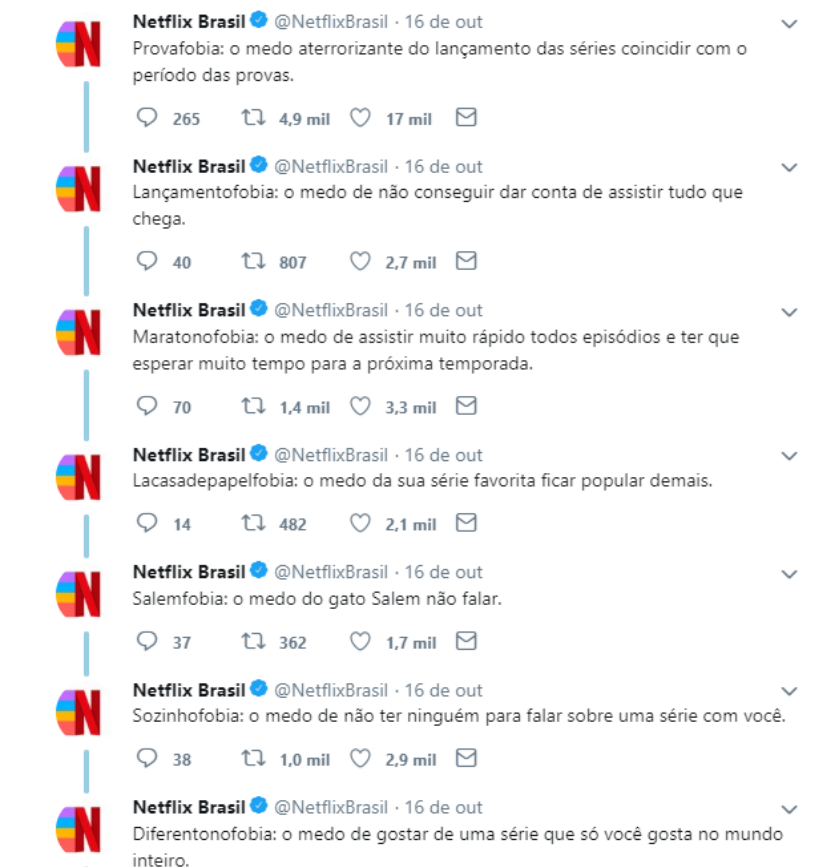 Netflix Brasil @NetflixBrasil · 16 de out
Provafobia: o medo aterrorizante do lançamento das séries coincidir com o
período das provas.
265 4,9 mil 17 mil
Netflix Brasil @NetflixBrasil · 16 de out
Lançamentofobia: o medo de não conseguir dar conta de assistir tudo que
chega.
40 807 2,7 mil
Netflix Brasil @NetflixBrasil · 16 de out
Maratonofobia: o medo de assistir muito rápido todos episódios e ter que
esperar muito tempo para a próxima temporada.
70 1,4 mil 3,3 mil
Netflix Brasil @NetflixBrasil · 16 de out
Lacasadepapelfobia: o medo da sua série favorita ficar popular demais.
14 482 2,1 mil
Netflix Brasil @NetflixBrasil · 16 de out
Salemfobia: o medo do gato Salem não falar.
37 362 1,7 mil
Netflix Brasil @NetflixBrasil · 16 de out
Sozinhofobia: o medo de não ter ninguém para falar sobre uma série com você.
38 1,0 mil 2,9 mil
Netflix Brasil @NetflixBrasil · 16 de out
Diferentonofobia: o medo de gostar de uma série que só você gosta no mundo
inteiro.